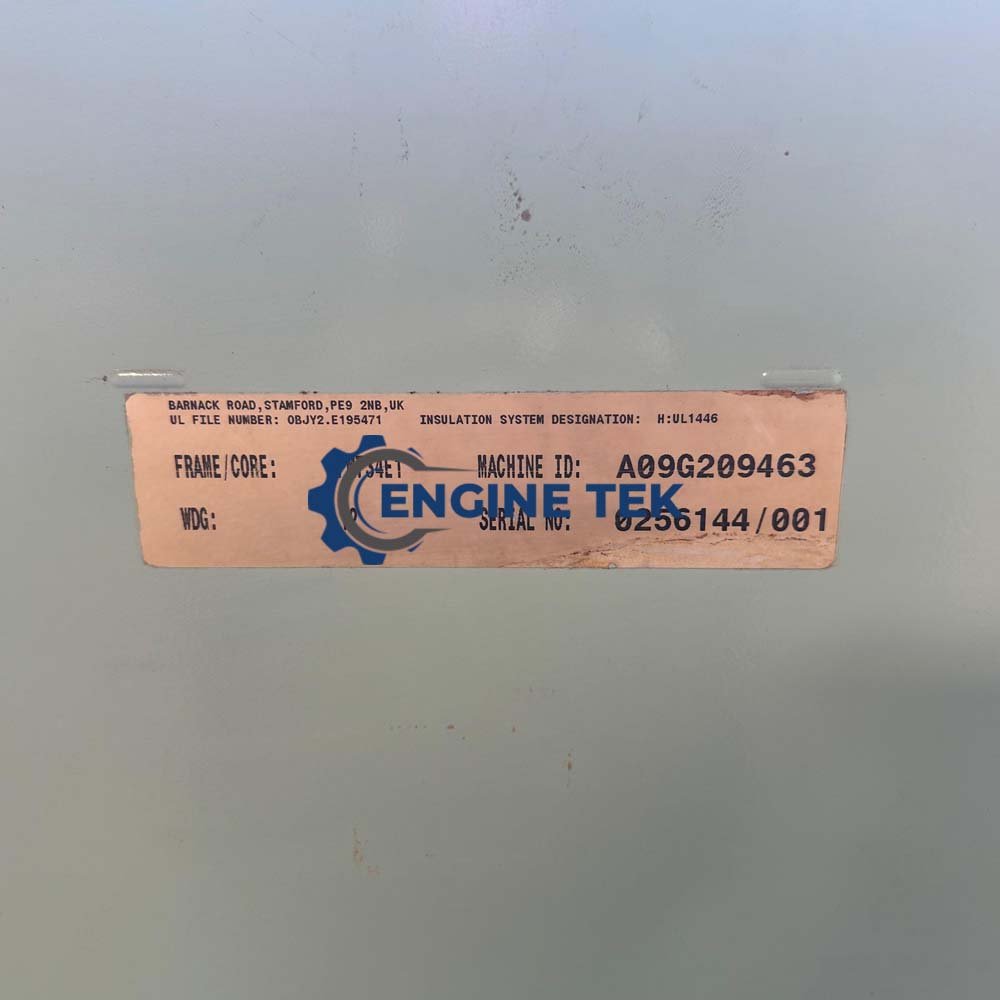 BARNACK ROAD,STAMFORD,PE9 2NB,UK
UL FILE NUMBER: OBJY2.E195471 INSULATION SYSTEM DESIGNATION: H:UL1446
FRAME/CORE: MACHINE ID: A09G209463
ENGINE TEK
WDG: SERIAL NO: 0256144/001